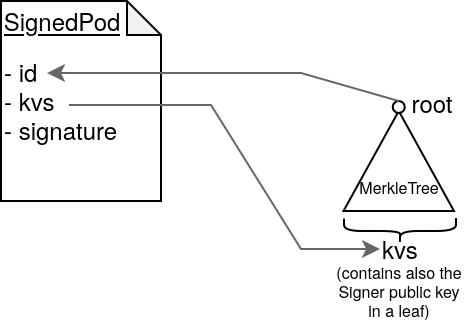 SignedPod
- id
- kvs
- signature
root
MerkleTree
kvs
(contains also the
Signer public key
in a leaf)